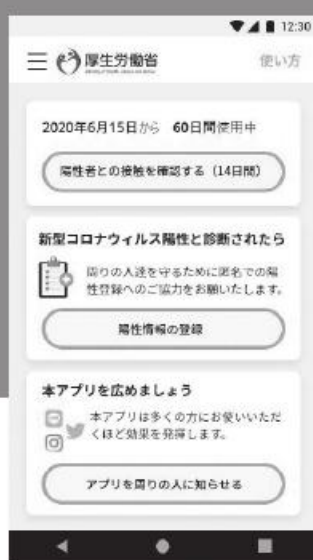 12:30
厚生労働省
使い方
2020年6月15日から 60日間使用中
陽性者との接触を確認する（14日間）
新型コロナウィルス陽性と診断されたら
周りの人達を守るために匿名での陽
性登録へのご協力をお願いいたします。
陽性情報の登録
本アプリを広めましょう
本アプリは多くの方にお使いいただ
くほど効果を発揮します。
アプリを周りの人に知らせる